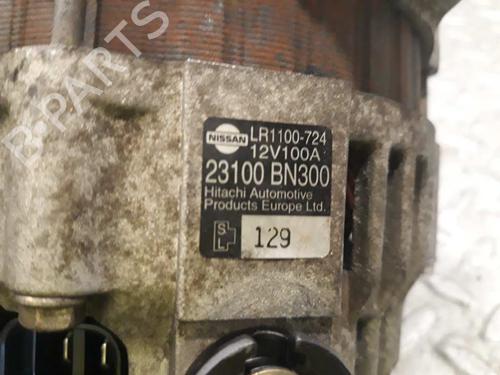 B-PARTS
NISSAN
LR1100-724
12V100A
23100 BN300
Hitachi Automotive
Products Europe Ltd.
S
L
129